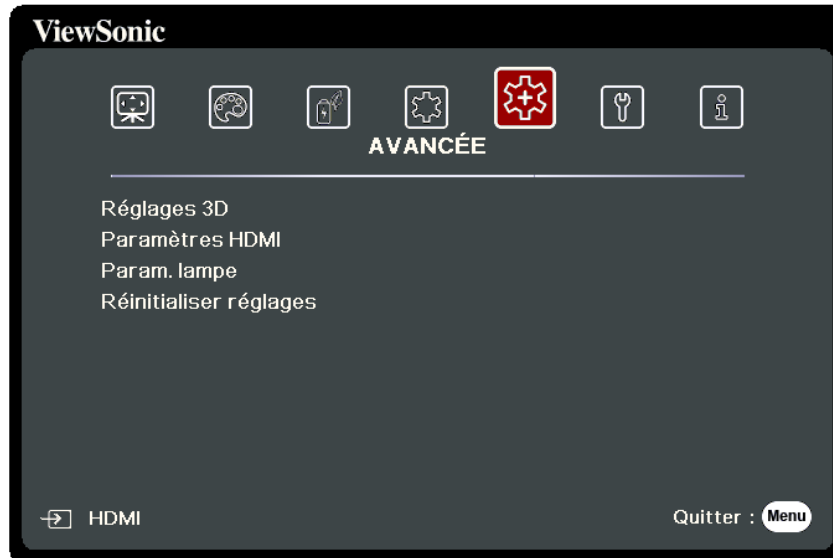 ViewSonic
AVANCÉE
Réglages 3D
Paramètres HDMI
Param. lampe
Réinitialiser réglages
HDMI
Quitter : Menu